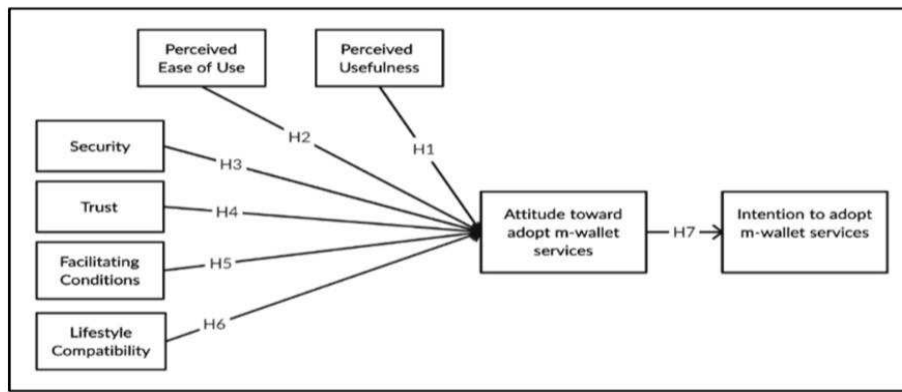 Perceived
Ease of Use
Perceived
Usefulness
H2
H1
Security
H3
Trust
H4
Attitude toward
adopt m-wallet
services
H7
Intention to adopt
m-wallet services
Facilitating
Conditions
H5
Lifestyle
Compatibility
H6